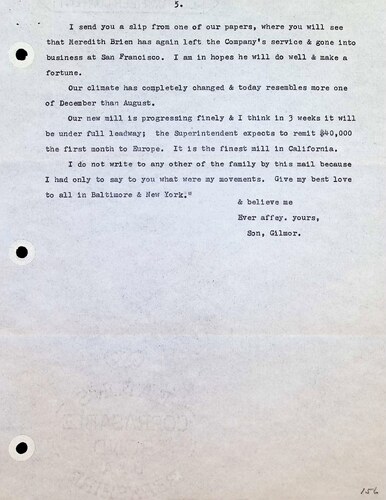 5.
I send you a slip from one of our papers, where you will see
that Meredith Brien has again left the Company's service & gone into
business at San Francisco. I am in hopes he will do well & make a
fortune.
Our climate has completely changed & today resembles more one
of December than August.
Our new mill is progressing finely & I think in 3 weeks it will
be under full leadway; the Superintendent expects to remit $40,000
the first month to Europe. It is the finest mill in California.
I do not write to any other of the family by this mail because
I had only to say to you what were my movements. Give my best love
to all in Baltimore & New York."
& believe me
Ever affey. yours,
Son, Gilmor.
156